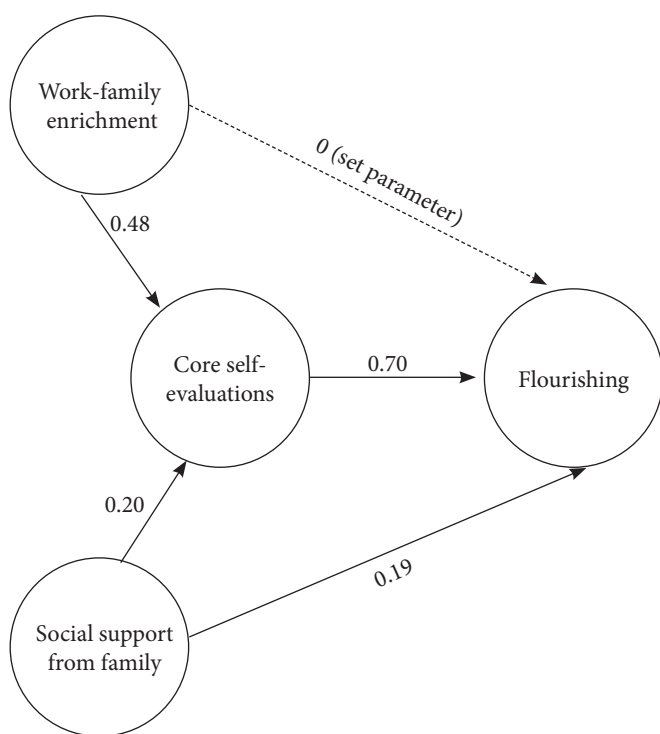 Work-family
enrichment
0 (set parameter)
0.48
Core self-
evaluations
0.70
Flourishing
0.20
0.19
Social support
from family